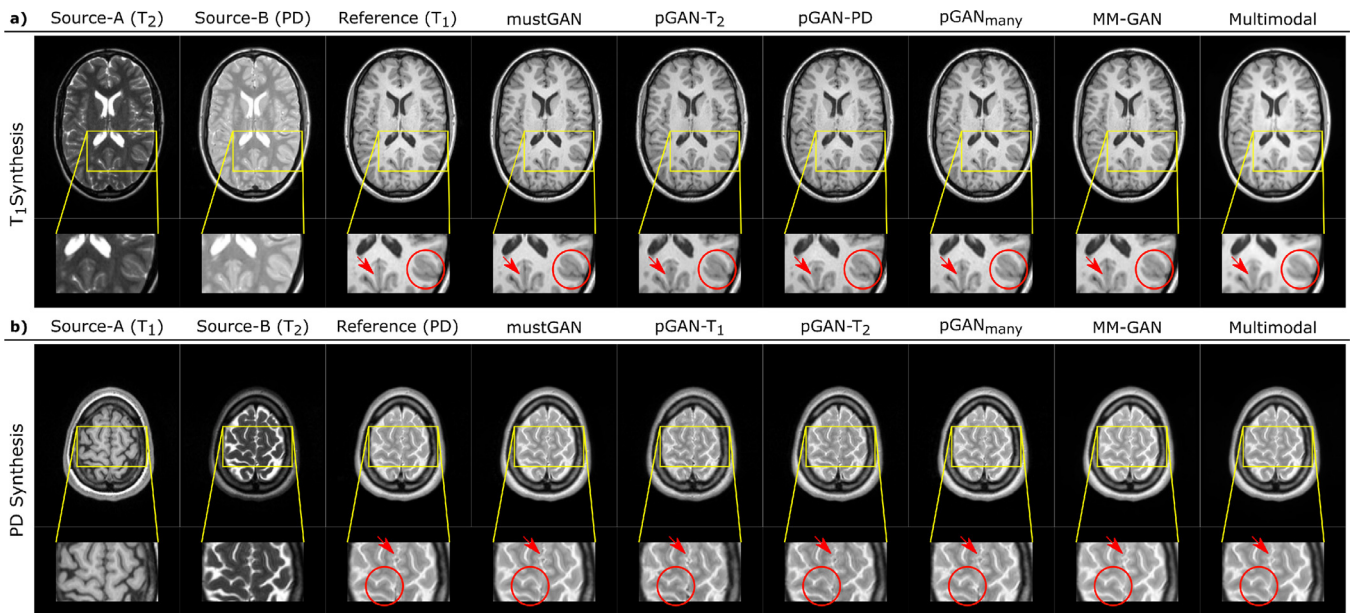 a) Source-A (T2) Source-B (PD) Reference (T1) mustGAN pGAN-T2 pGAN-PD pGANmany MM-GAN Multimodal
T1Synthesis
b) Source-A (T1) Source-B (T2) Reference (PD) mustGAN pGAN-T1 pGAN-T2 pGANmany MM-GAN Multimodal
PD Synthesis